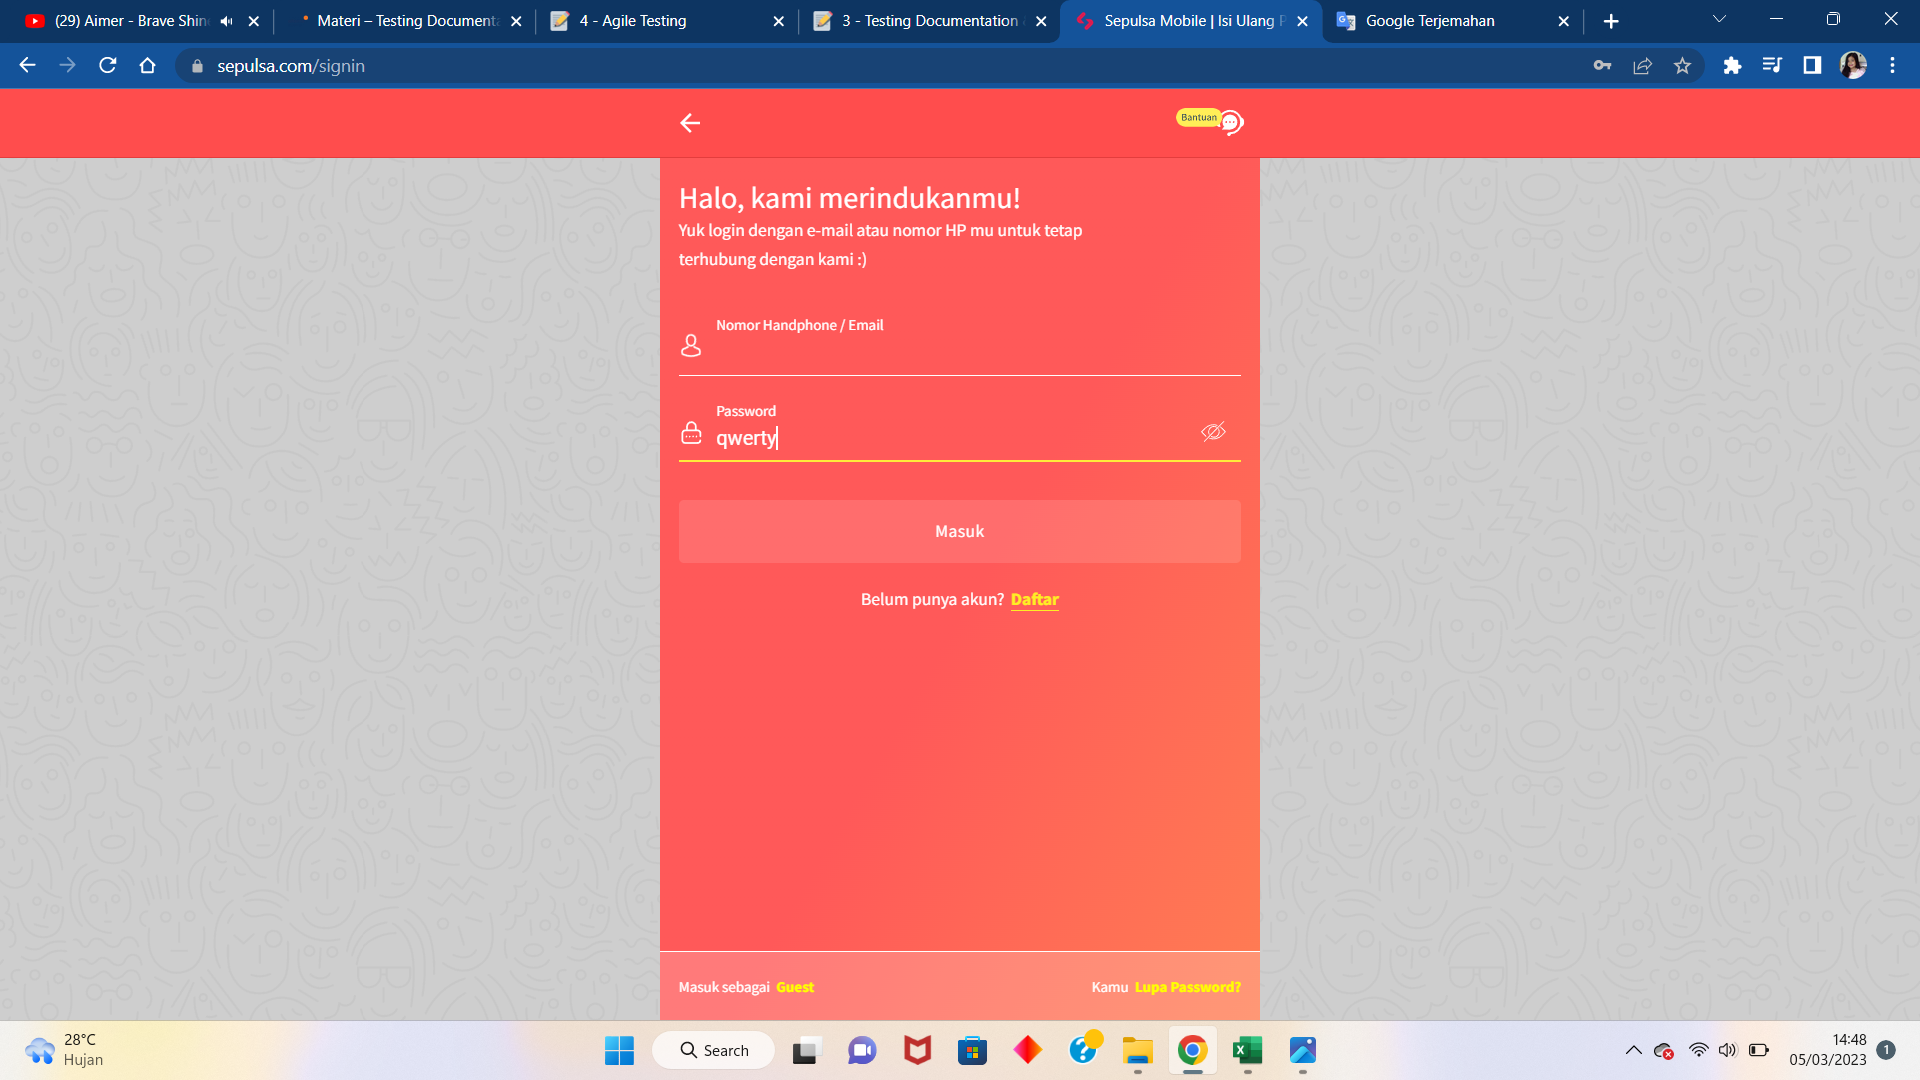 (29) Aimer - Brave Shin
Materi – Testing Documenta
4 - Agile Testing
3 - Testing Documentation
Sepulsa Mobile | Isi Ulang P
Google Terjemahan
sepulsa.com/signin
Bantuan
Halo, kami merindukanmu!
Yuk login dengan e-mail atau nomor HP mu untuk tetap
terhubung dengan kami :)
Nomor Handphone / Email
Password
qwerty
Masuk
Belum punya akun? Daftar
Masuk sebagai Guest
Kamu Lupa Password?
28°C
Hujan
Search
14:48
05/03/2023
1